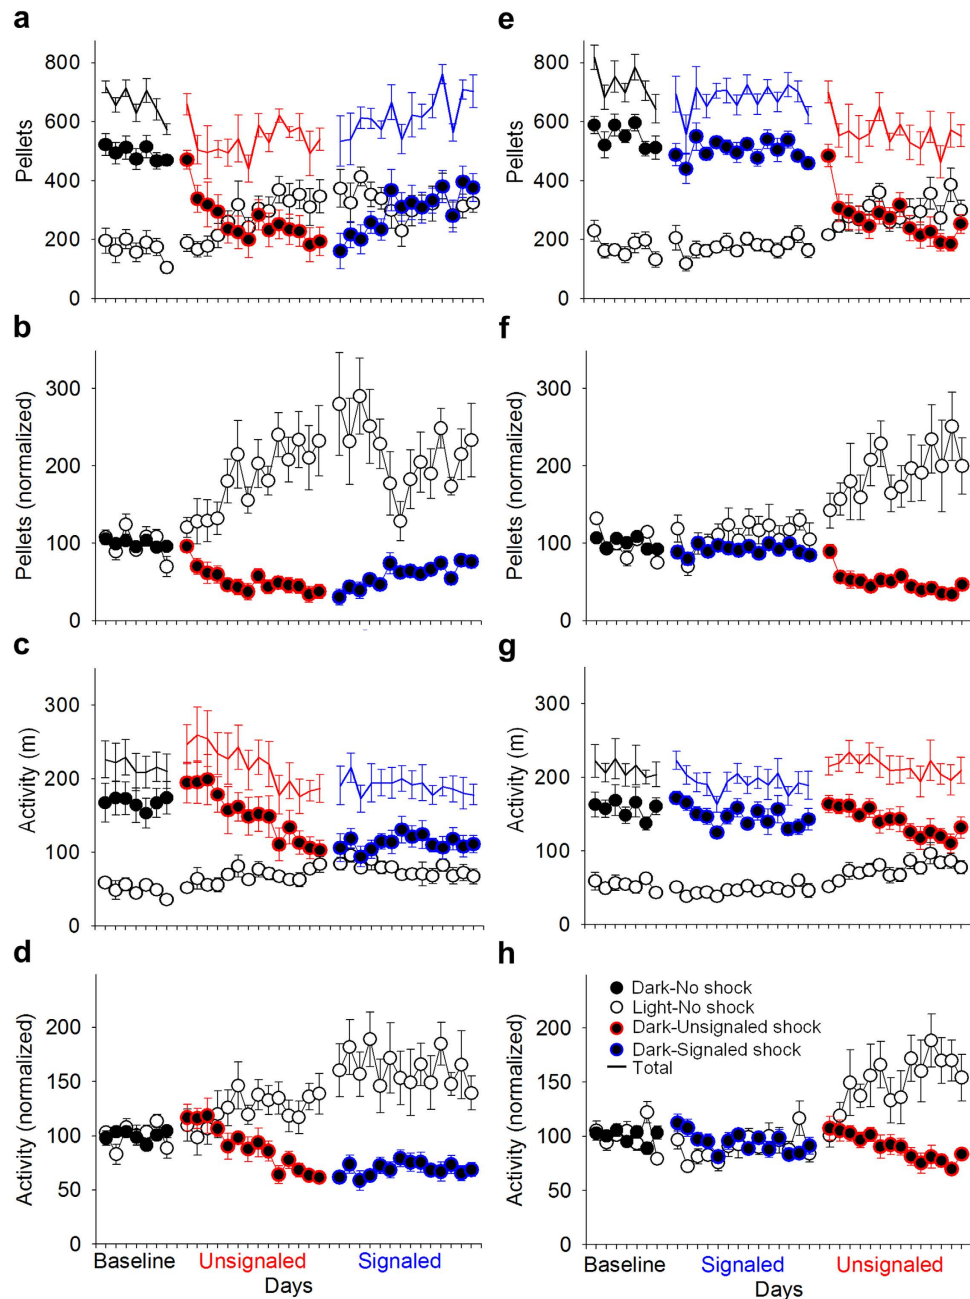 a
e
800
600
400
200
0
Pellets
800
600
400
200
0
Pellets
b
f
300
200
100
0
Pellets (normalized)
300
200
100
0
Pellets (normalized)
c
g
300
200
100
0
Activity (m)
300
200
100
0
Activity (m)
d
h
200
150
100
50
0
Activity (normalized)
200
150
100
50
0
Activity (normalized)
Dark-No shock
Light-No shock
Dark-Unsignaled shock
Dark-Signaled shock
Total
Baseline Unsignaled Signaled
Days
Baseline Signaled Unsignaled
Days